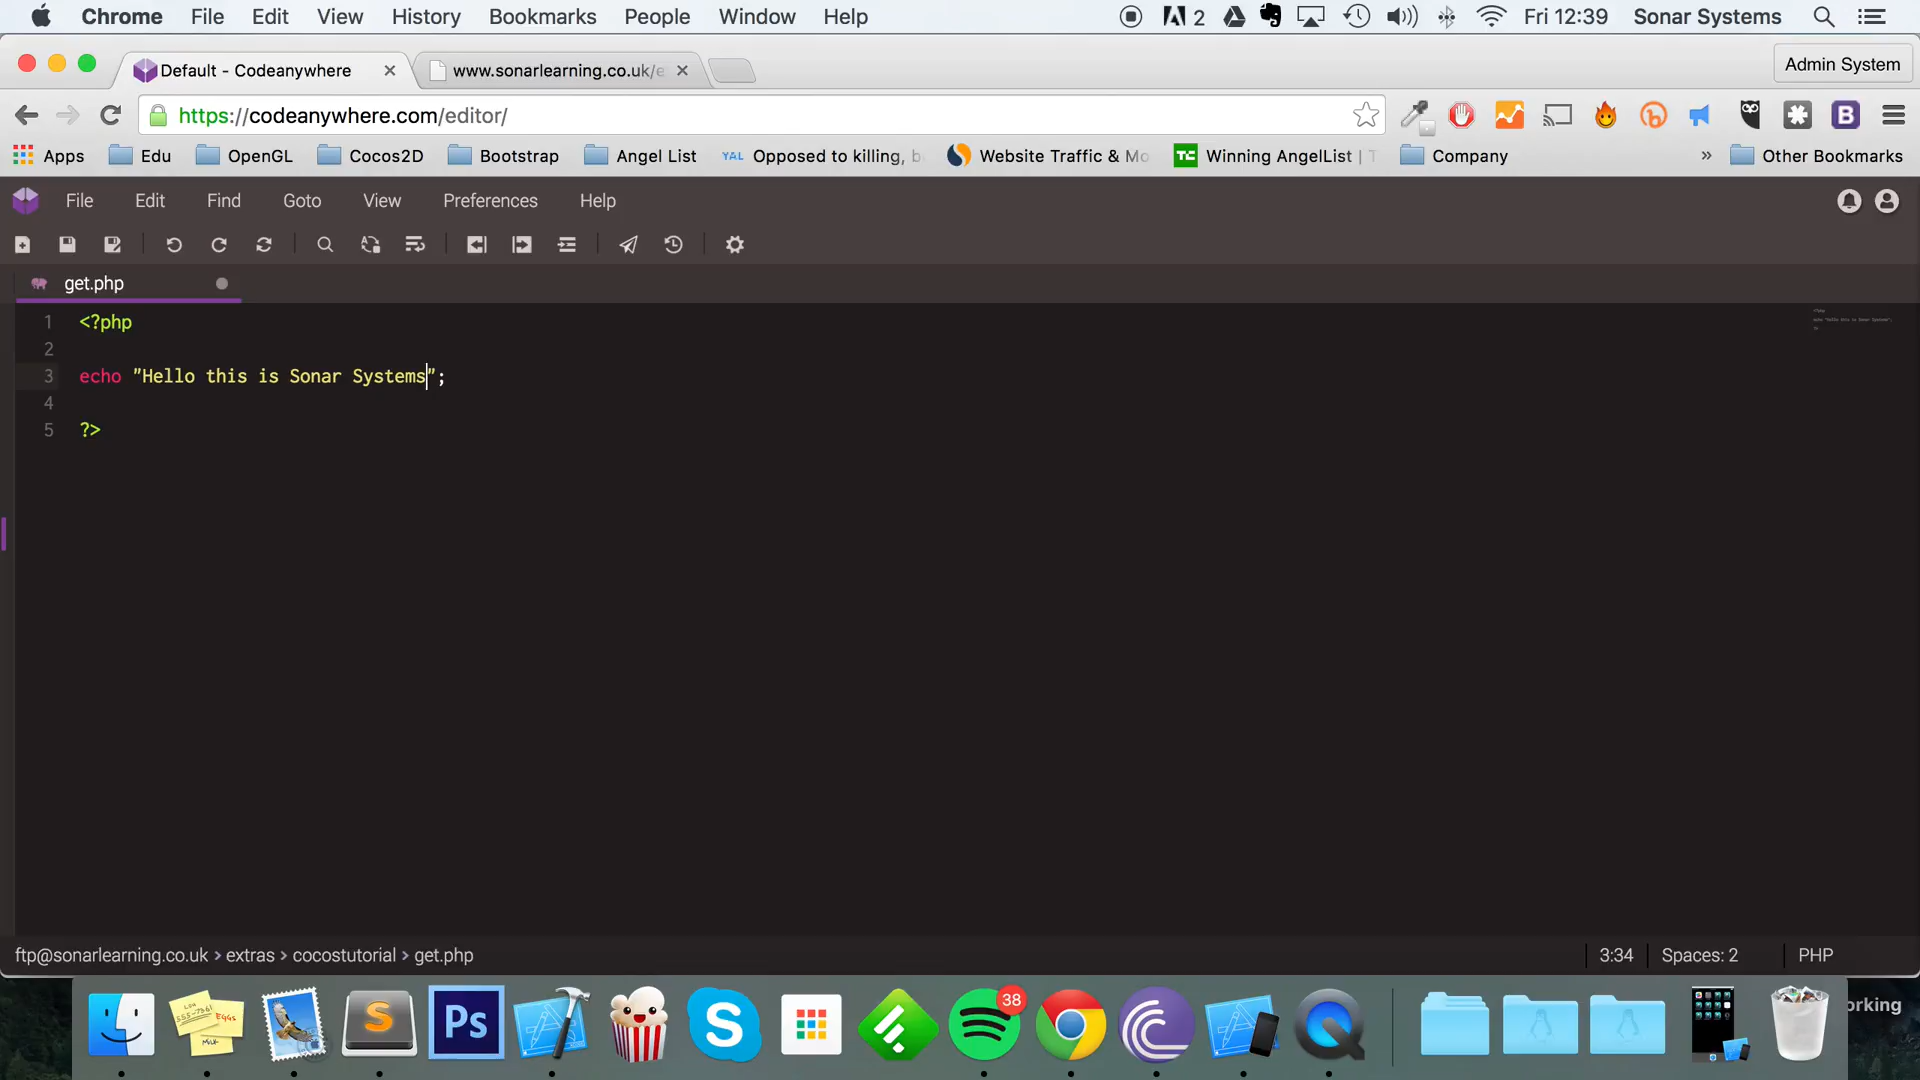 Chrome File Edit View History Bookmarks People Window Help 2 Fri 12:39 Sonar Systems
Default - Codeanywhere www.sonarlearning.co.uk/e Admin System
https://codeanywhere.com/editor/
Apps Edu OpenGL Cocos2D Bootstrap Angel List YAL Opposed to killing, b Website Traffic & Mo TC Winning AngelList | T Company » Other Bookmarks
File Edit Find Goto View Preferences Help
get.php
1 <?php
2
3 echo "Hello this is Sonar Systems";
4
5 ?>
ftp@sonarlearning.co.uk > extras > cocostutorial > get.php 3:34 Spaces: 2 PHP
38
Ps
orking